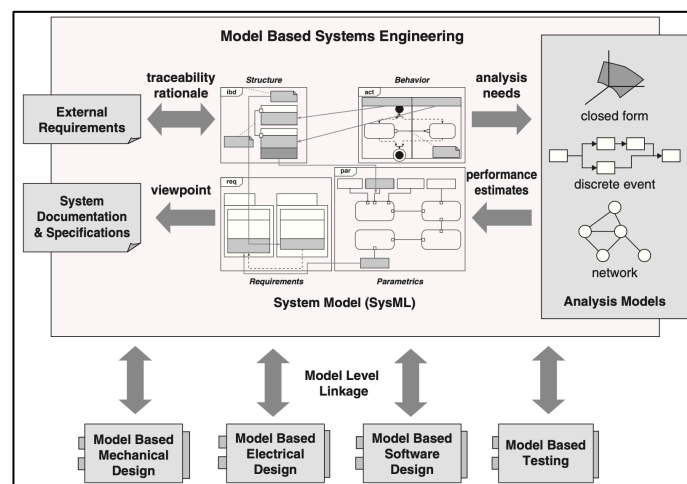 Model Based Systems Engineering
traceability
rationale
Structure
ibd
Behavior
act
analysis
needs
External
Requirements
closed form
System
Documentation
& Specifications
viewpoint
req
par
performance
estimates
discrete event
network
Requirements
Parametrics
System Model (SysML)
Analysis Models
Model Level
Linkage
Model Based
Mechanical
Design
Model Based
Electrical
Design
Model Based
Software
Design
Model Based
Testing